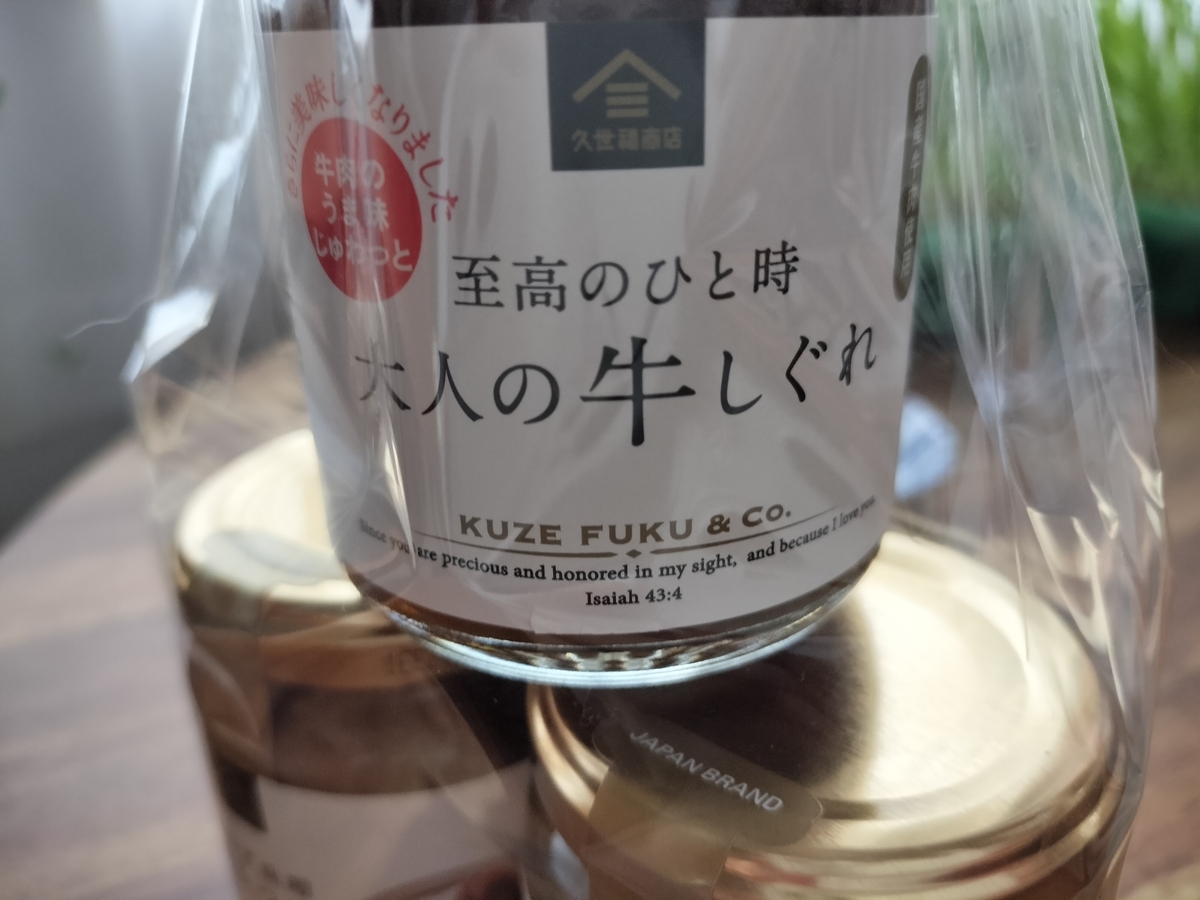 久世福商店
さらに美味しくなりました
牛肉の
うま味
じゅわっと
至高のひと時
大人の牛しぐれ
KUZE FUKU & Co.
Since you are precious and honored in my sight, and because I love you,
Isaiah 43:4
JAPAN BRAND